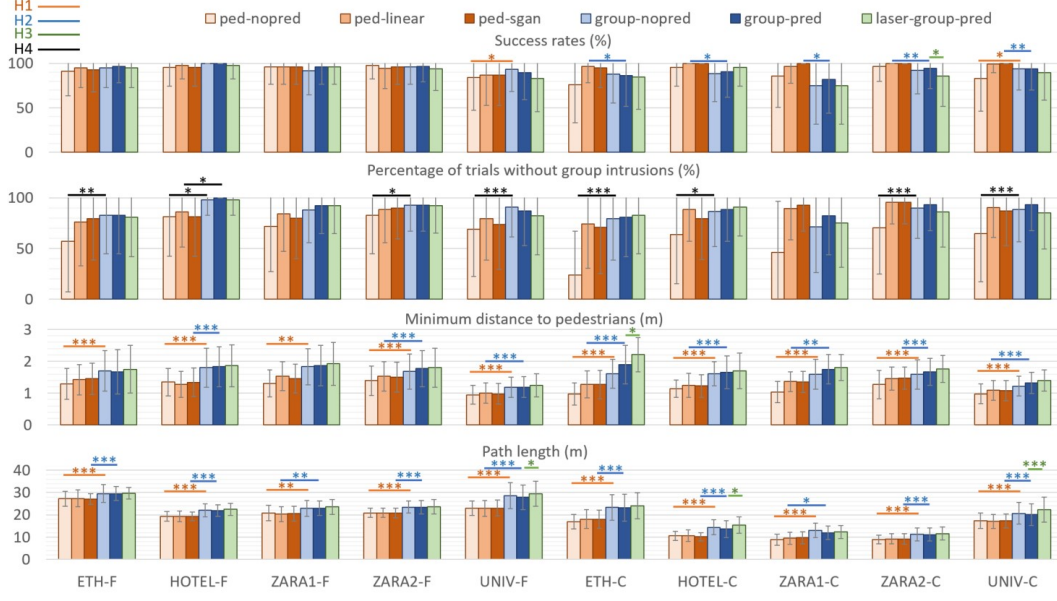 H1
H2
H3
H4
ped-nopred ped-linear ped-sgan group-nopred group-pred laser-group-pred
Success rates (%)
100
50
0
* * * * ** * * **
Percentage of trials without group intrusions (%)
100
50
0
** * * * *** *** * *** ***
Minimum distance to pedestrians (m)
3
2
1
0
*** *** *** ** *** *** *** *** *** *** * *** *** *** ** *** *** *** ***
Path length (m)
40
30
20
10
0
*** *** *** *** ** ** *** *** *** *** * *** *** *** *** * *** * *** *** *** *** ***
ETH-F HOTEL-F ZARA1-F ZARA2-F UNIV-F ETH-C HOTEL-C ZARA1-C ZARA2-C UNIV-C